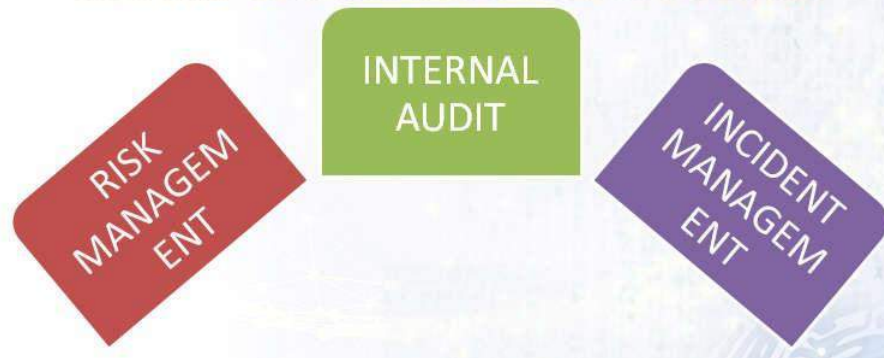 RISK
MANAGEM
ENT
INTERNAL
AUDIT
INCIDENT
MANAGEM
ENT